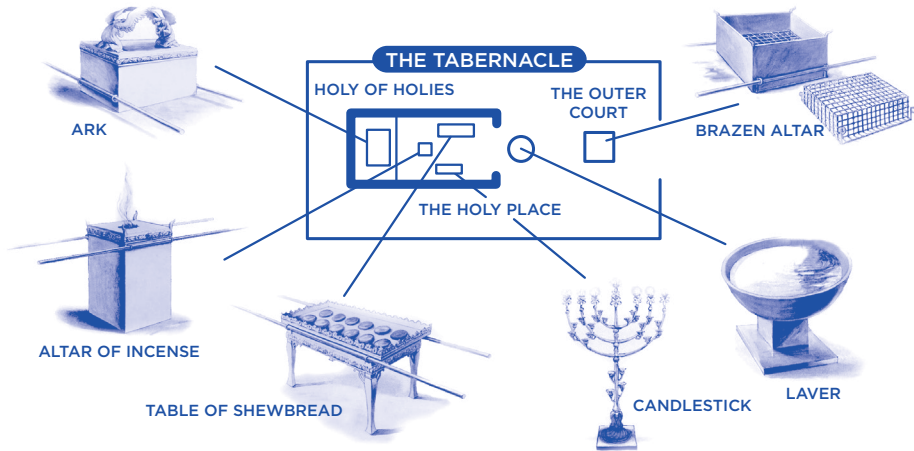 THE TABERNACLE
HOLY OF HOLIES
THE OUTER
COURT
ARK
BRAZEN ALTAR
THE HOLY PLACE
ALTAR OF INCENSE
TABLE OF SHEWBREAD
CANDLESTICK
LAVER